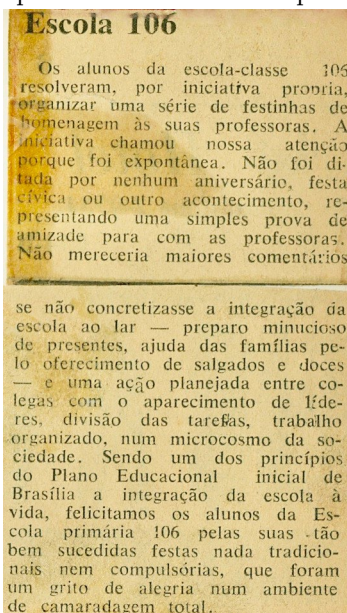 Escola 106
Os alunos da escola-classe 106
resolveram, por iniciativa propria,
organizar uma série de festinhas de
homenagem às suas professoras. A
iniciativa chamou nossa atenção
porque foi expontânea. Não foi di-
tada por nenhum aniversário, festa
cívica ou outro acontecimento, re-
presentando uma simples prova de
amizade para com as professoras.
Não mereceria maiores comentários
se não concretizasse a integração da
escola ao lar — preparo minucioso
de presentes, ajuda das famílias pe-
lo oferecimento de salgados e doces
— e uma ação planejada entre co-
legas com o aparecimento de líde-
res, divisão das tarefas, trabalho
organizado, num microcosmo da so-
ciedade. Sendo um dos princípios
do Plano Educacional inicial de
Brasília a integração da escola à
vida, felicitamos os alunos da Es-
cola primária 106 pelas suas tão
bem sucedidas festas nada tradicio-
nais nem compulsórias, que foram
um grito de alegria num ambiente
de camaradagem total.